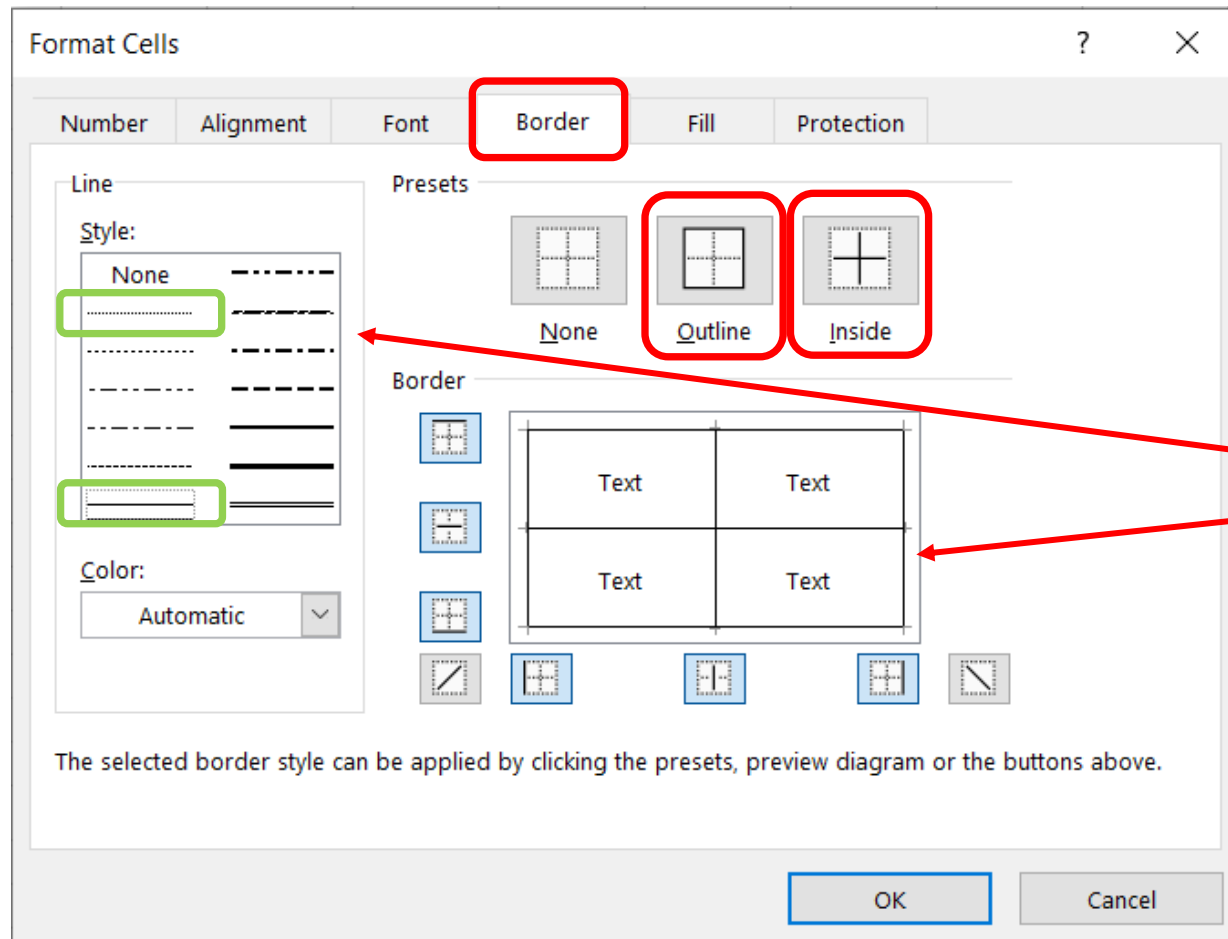 Format Cells ?
Number Alignment Font Border Fill Protection
Line
Style:
None
Color:
Automatic
Presets
None Outline Inside
Border
Text Text
Text Text
The selected border style can be applied by clicking the presets, preview diagram or the buttons above.
OK Cancel